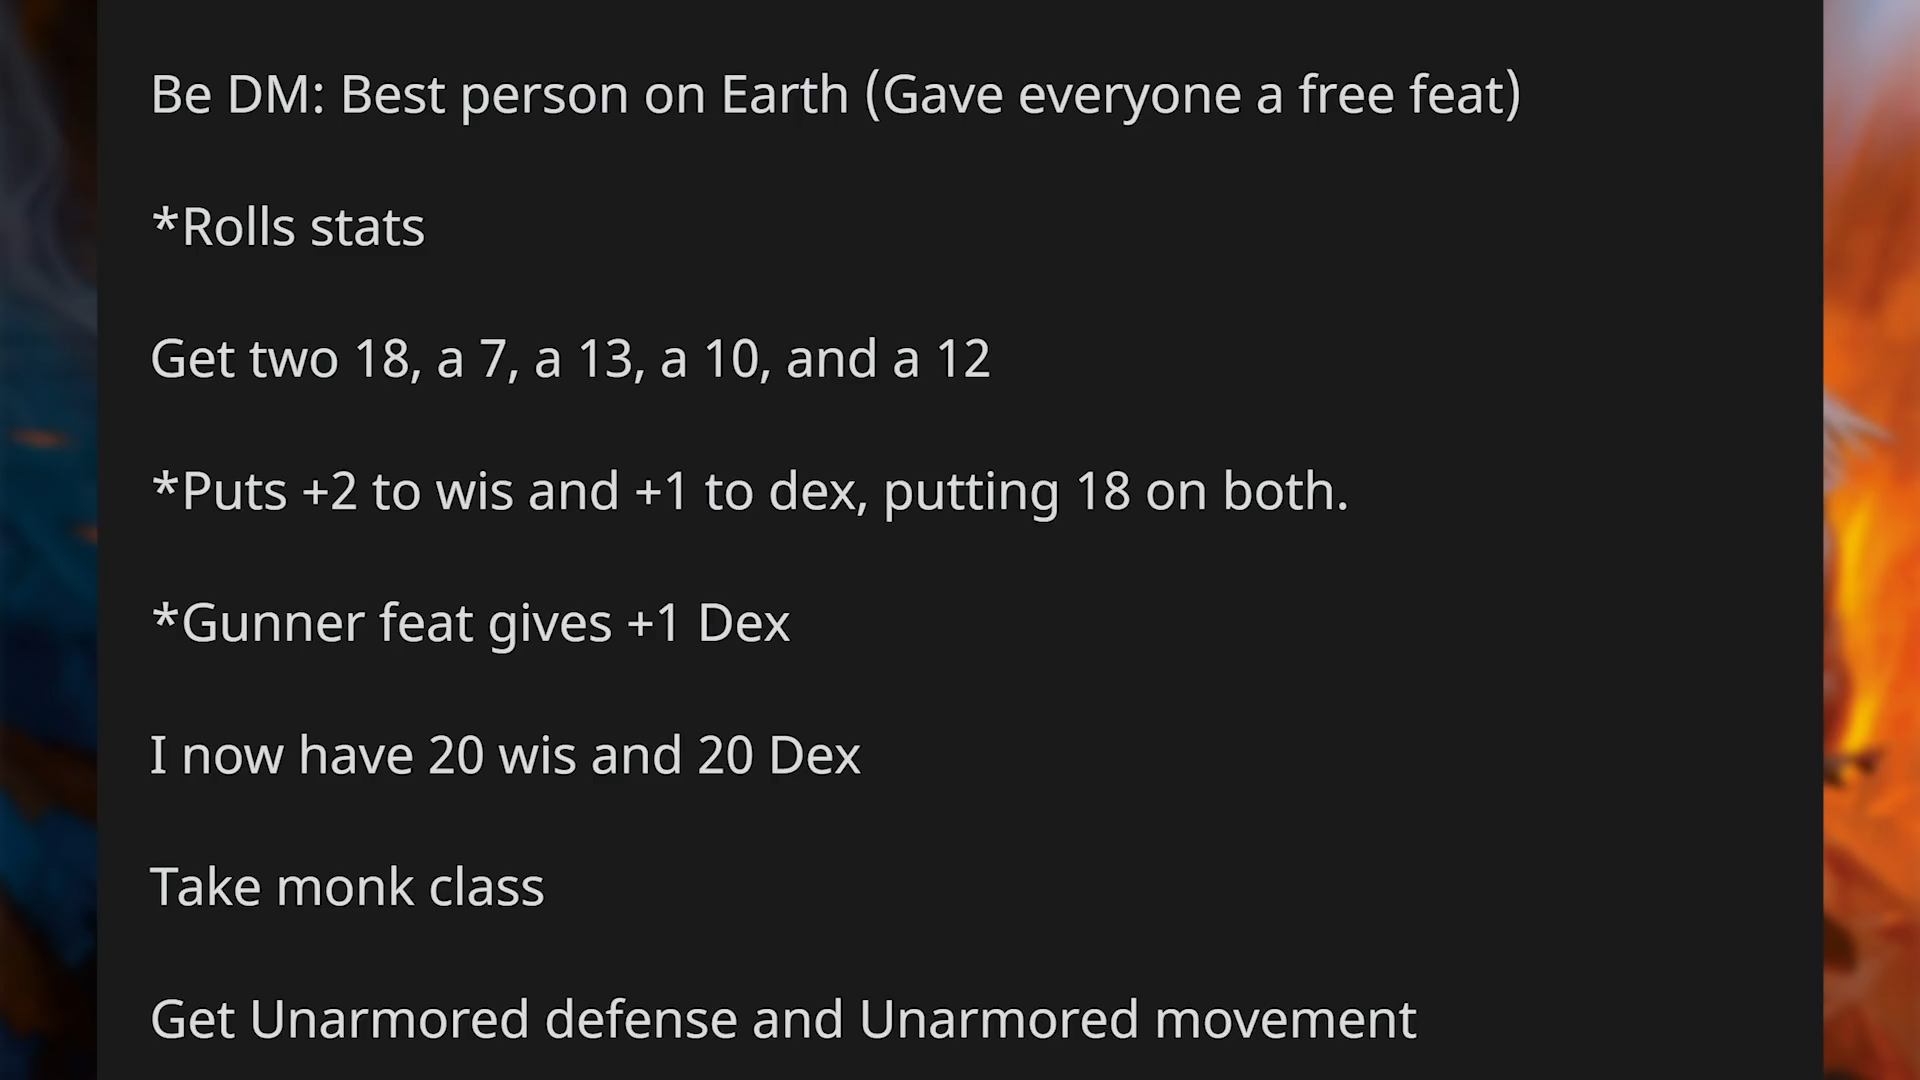 Be DM: Best person on Earth (Gave everyone a free feat)
*Rolls stats
Get two 18, a 7, a 13, a 10, and a 12
*Puts +2 to wis and +1 to dex, putting 18 on both.
*Gunner feat gives +1 Dex
I now have 20 wis and 20 Dex
Take monk class
Get Unarmored defense and Unarmored movement